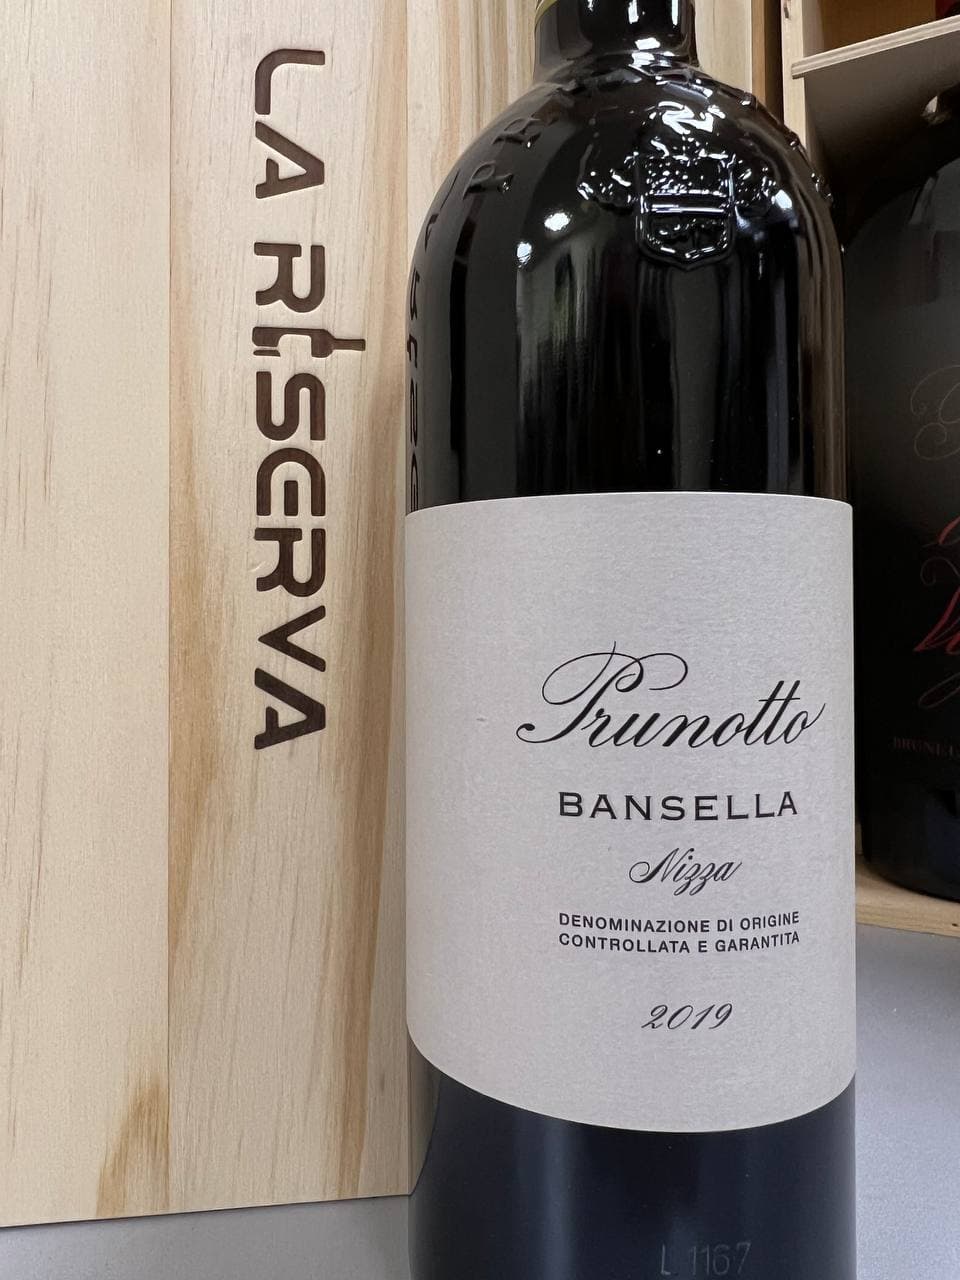 LA RISERVA
Prunotto
BANSELLA
Nizza
DENOMINAZIONE DI ORIGINE
CONTROLLATA E GARANTITA
2019
L 1167